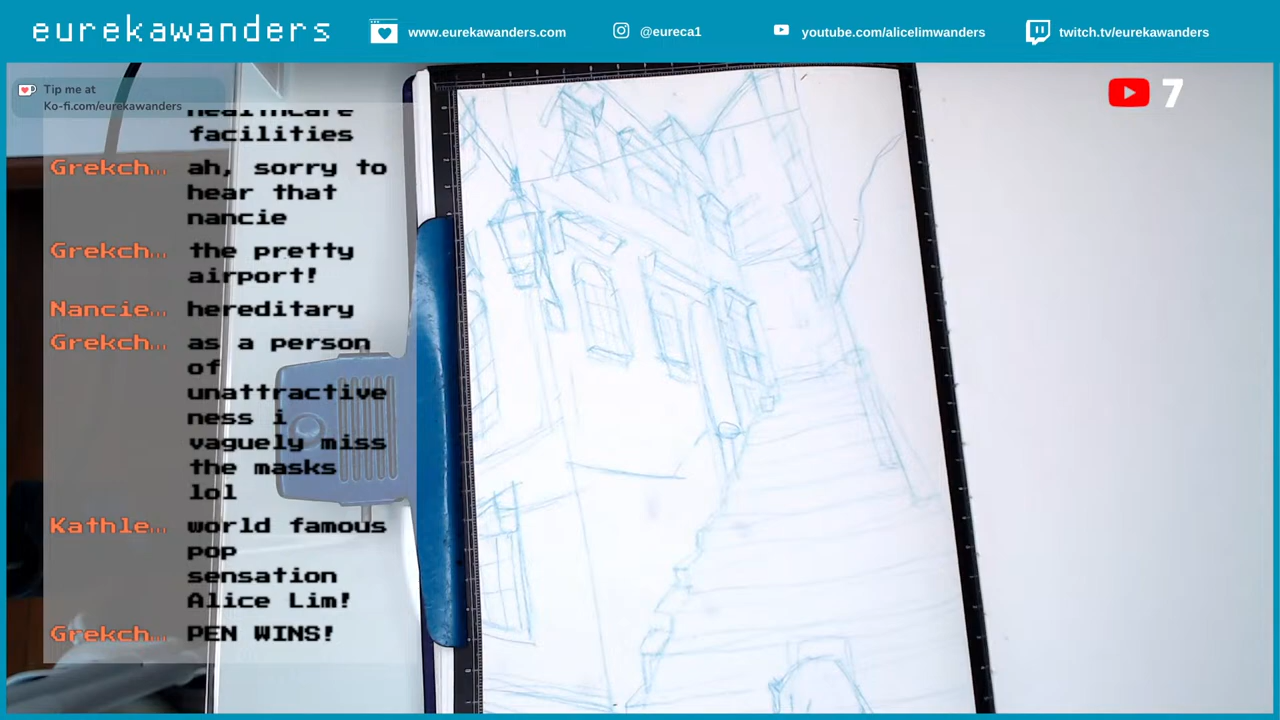 eurekawanders
www.eurekawanders.com
@eureca1
youtube.com/alicelimwanders
twitch.tv/eurekawanders
Tip me at
Ko-fi.com/eurekawanders
7
healthcare
facilities
Grekch... ah, sorry to
hear that
nancie
Grekch... the pretty
airport!
Nancie... hereditary
Grekch... as a person
of
unattractive
ness i
vaguely miss
the masks
lol
Kathle... world famous
pop
sensation
Alice Lim!
Grekch... PEN WINS!